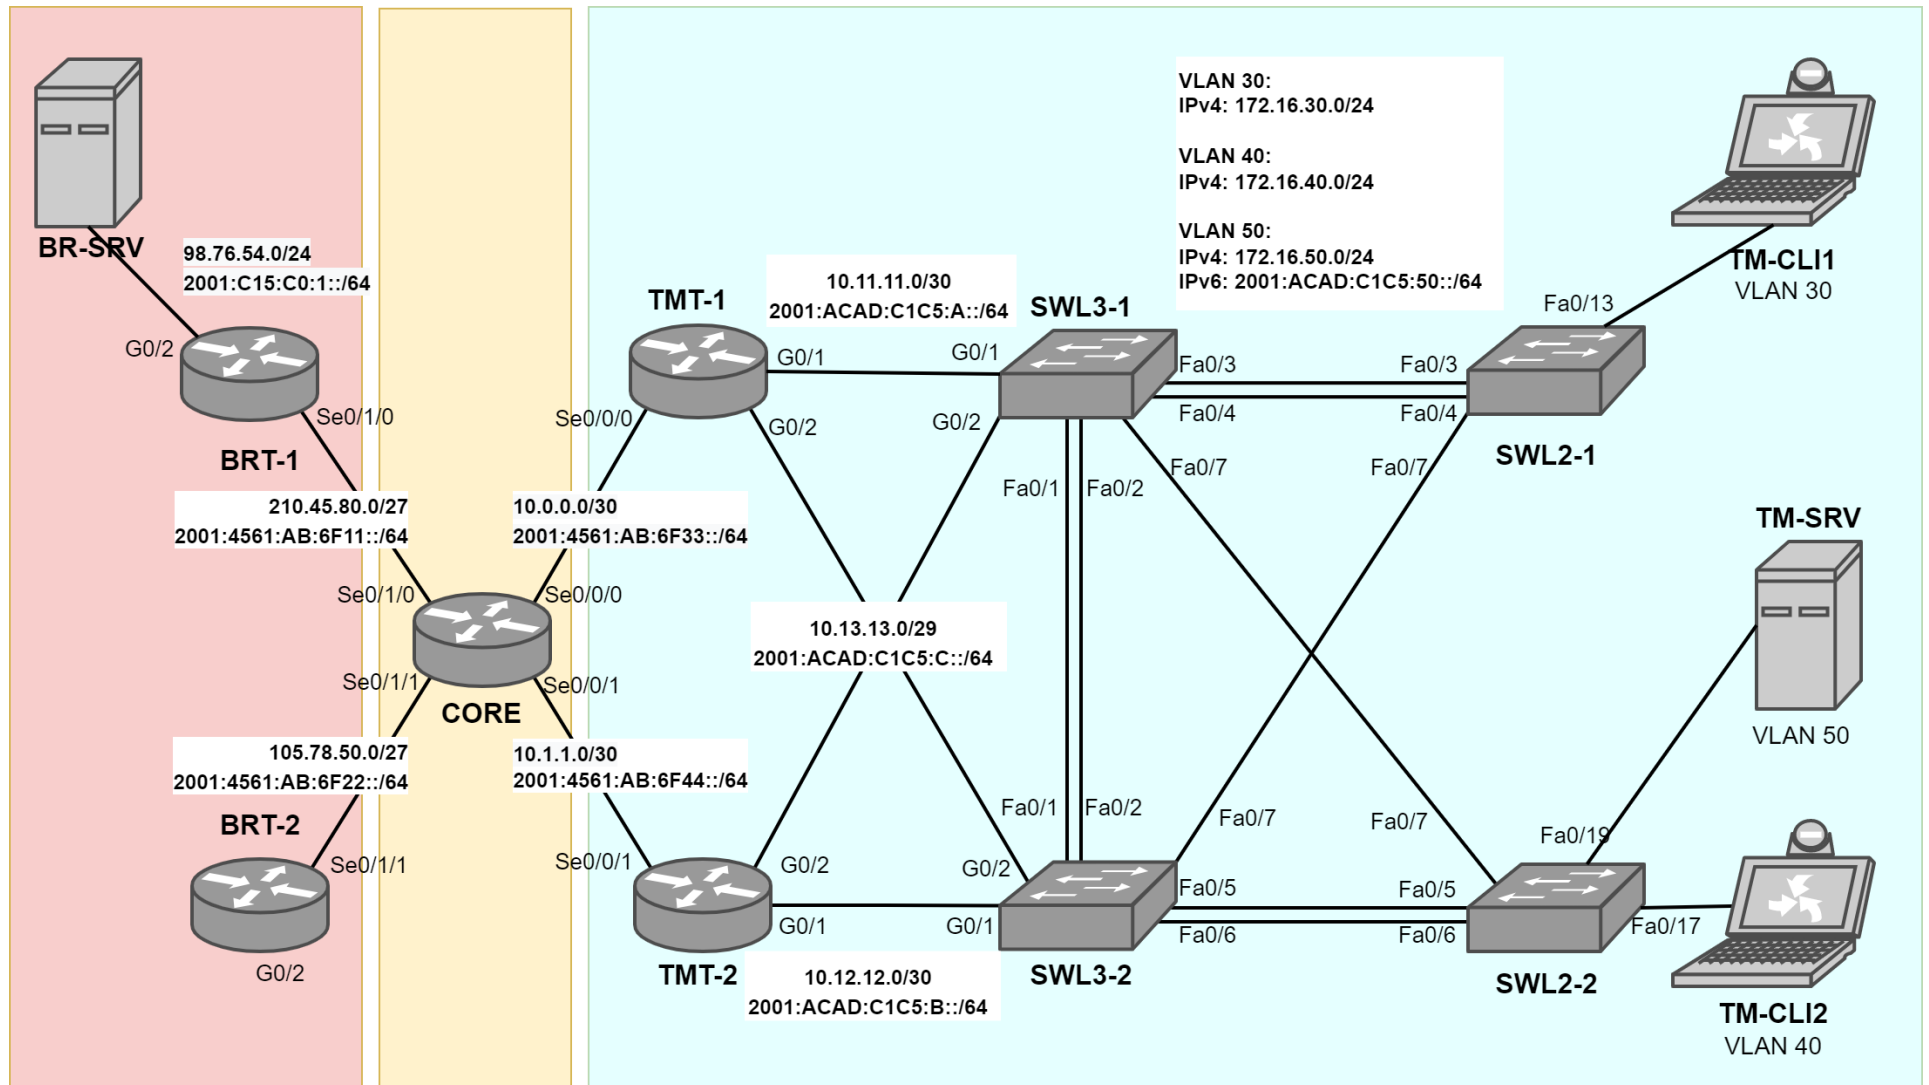 VLAN 30:
IPv4: 172.16.30.0/24
VLAN 40:
IPv4: 172.16.40.0/24
VLAN 50:
IPv4: 172.16.50.0/24
IPv6: 2001:ACAD:C1C5:50::/64
BR-SRV
98.76.54.0/24
2001:C15:C0:1::/64
G0/2
Se0/1/0
BRT-1
210.45.80.0/27
2001:4561:AB:6F11::/64
Se0/1/0
Se0/1/1
CORE
105.78.50.0/27
2001:4561:AB:6F22::/64
BRT-2
Se0/1/1
G0/2
Se0/0/0
10.0.0.0/30
2001:4561:AB:6F33::/64
Se0/0/0
Se0/0/1
10.1.1.0/30
2001:4561:AB:6F44::/64
Se0/0/1
TMT-1
G0/1
G0/2
10.11.11.0/30
2001:ACAD:C1C5:A::/64
10.13.13.0/29
2001:ACAD:C1C5:C::/64
G0/2
G0/1
TMT-2
10.12.12.0/30
2001:ACAD:C1C5:B::/64
SWL3-1
G0/1
G0/2
Fa0/3
Fa0/4
Fa0/7
Fa0/1
Fa0/2
Fa0/1
Fa0/2
G0/2
G0/1
Fa0/7
Fa0/5
Fa0/6
SWL3-2
Fa0/13
Fa0/3
Fa0/4
Fa0/7
SWL2-1
Fa0/7
Fa0/19
Fa0/5
Fa0/6
Fa0/17
SWL2-2
TM-CLI1
VLAN 30
TM-SRV
VLAN 50
TM-CLI2
VLAN 40